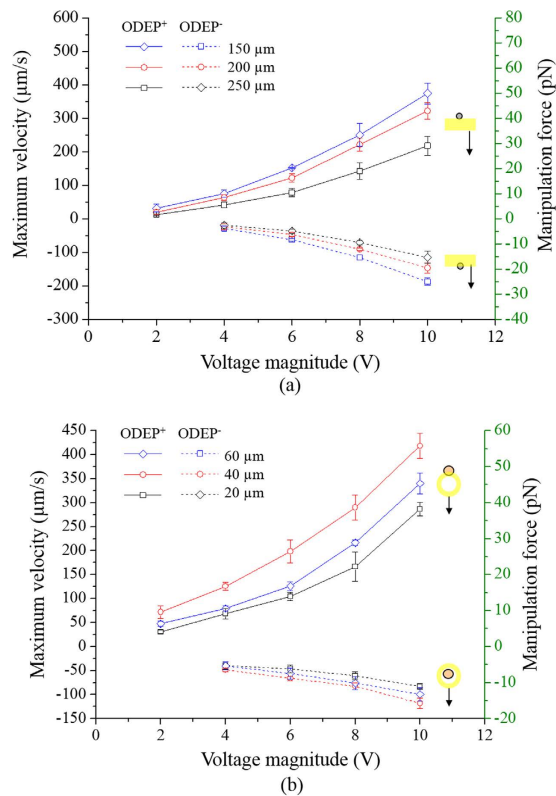 ODEP+ ODEP-
150 µm
200 µm
250 µm
Maximum velocity (µm/s)
600
500
400
300
200
100
0
-100
-200
-300
80
70
60
50
40
30
20
10
0
-10
-20
-30
-40
Manipulation force (pN)
0 2 4 6 8 10 12
Voltage magnitude (V)
(a)
ODEP+ ODEP-
60 µm
40 µm
20 µm
Maximum velocity (µm/s)
450
400
350
300
250
200
150
100
50
0
-50
-100
-150
60
50
40
30
20
10
0
-10
-20
Manipulation force (pN)
0 2 4 6 8 10 12
Voltage magnitude (V)
(b)